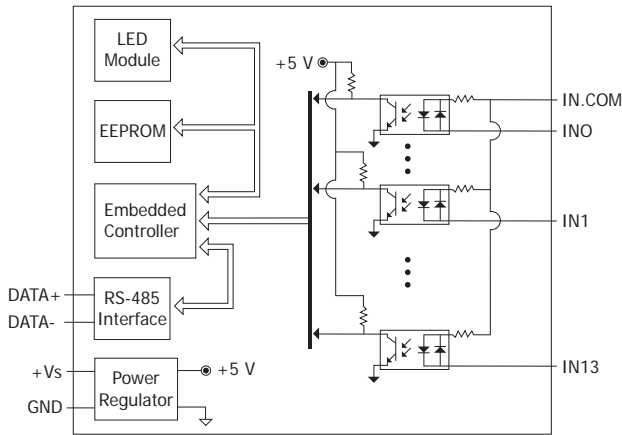 LED
Module
EEPROM
Embedded
Controller
RS-485
Interface
Power
Regulator
DATA+
DATA-
+Vs
GND
+5 V
+5 V
IN.COM
INO
IN1
IN13